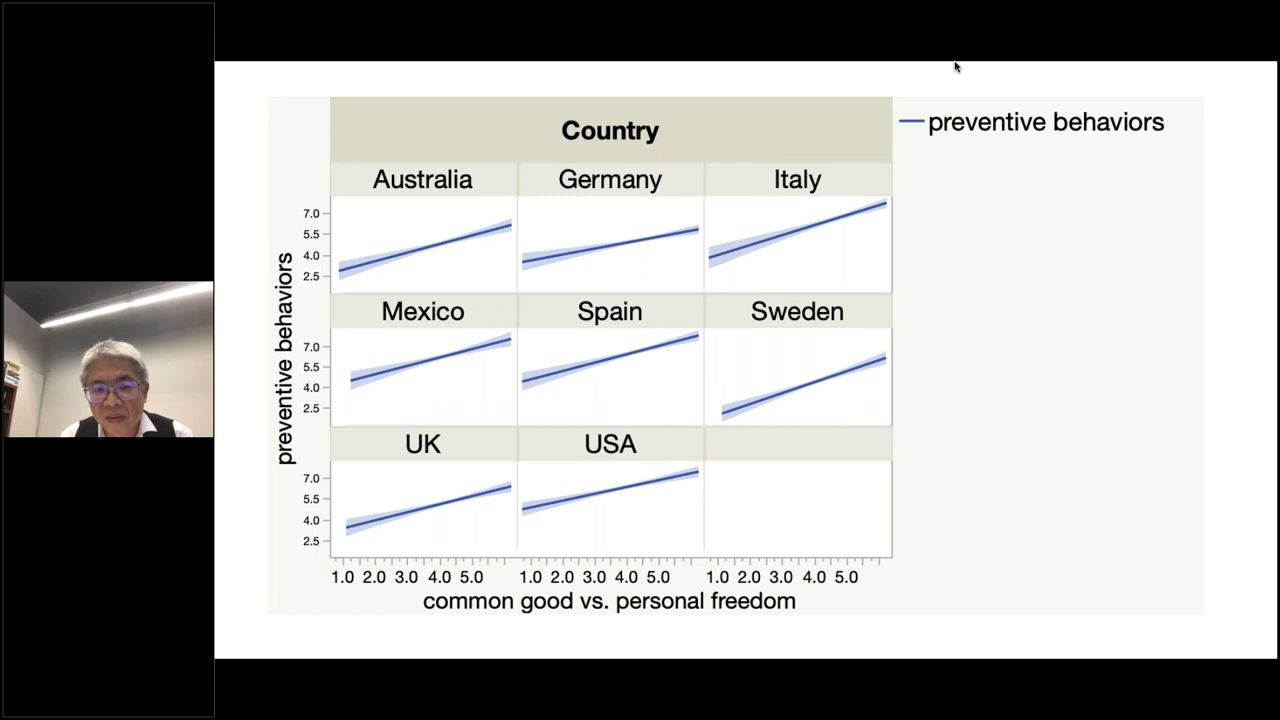 Country
preventive behaviors
Australia Germany Italy
7.0
5.5
4.0
2.5
Mexico Spain Sweden
7.0
5.5
4.0
2.5
UK USA
7.0
5.5
4.0
2.5
preventive behaviors
1.0 2.0 3.0 4.0 5.0 1.0 2.0 3.0 4.0 5.0 1.0 2.0 3.0 4.0 5.0
common good vs. personal freedom